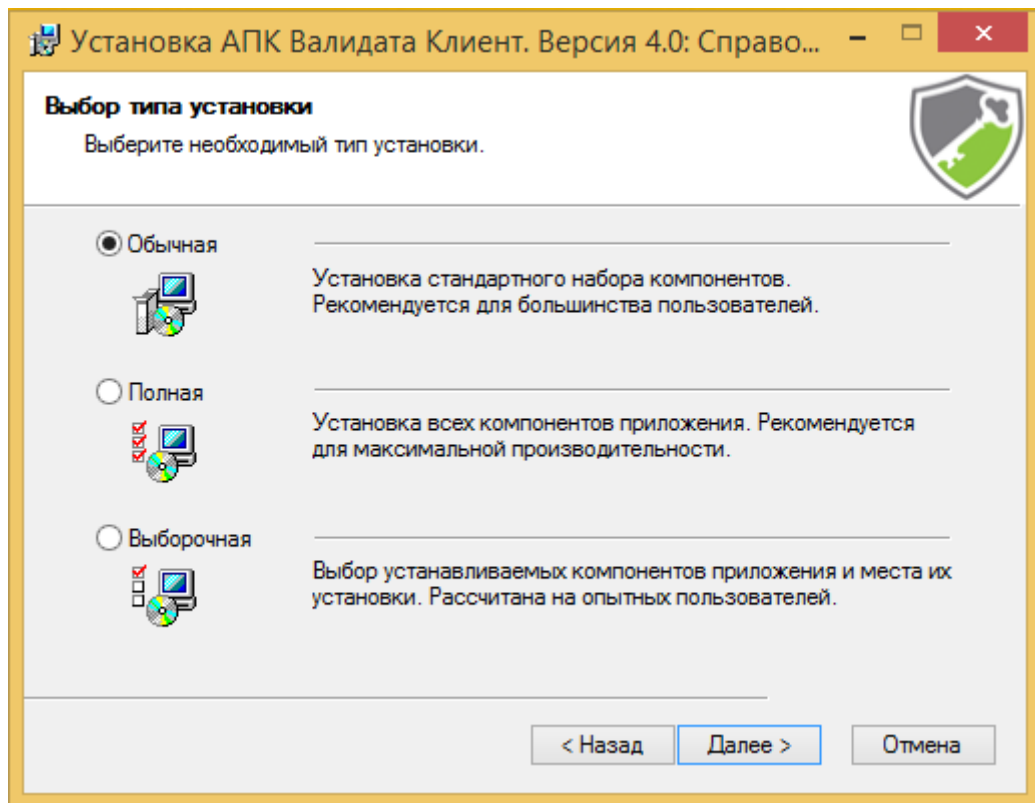 Установка АПК Валидата Клиент. Версия 4.0: Справо...
Выбор типа установки
Выберите необходимый тип установки.
Обычная
Установка стандартного набора компонентов.
Рекомендуется для большинства пользователей.
Полная
Установка всех компонентов приложения. Рекомендуется
для максимальной производительности.
Выборочная
Выбор устанавливаемых компонентов приложения и места их
установки. Рассчитана на опытных пользователей.
< Назад Далее > Отмена